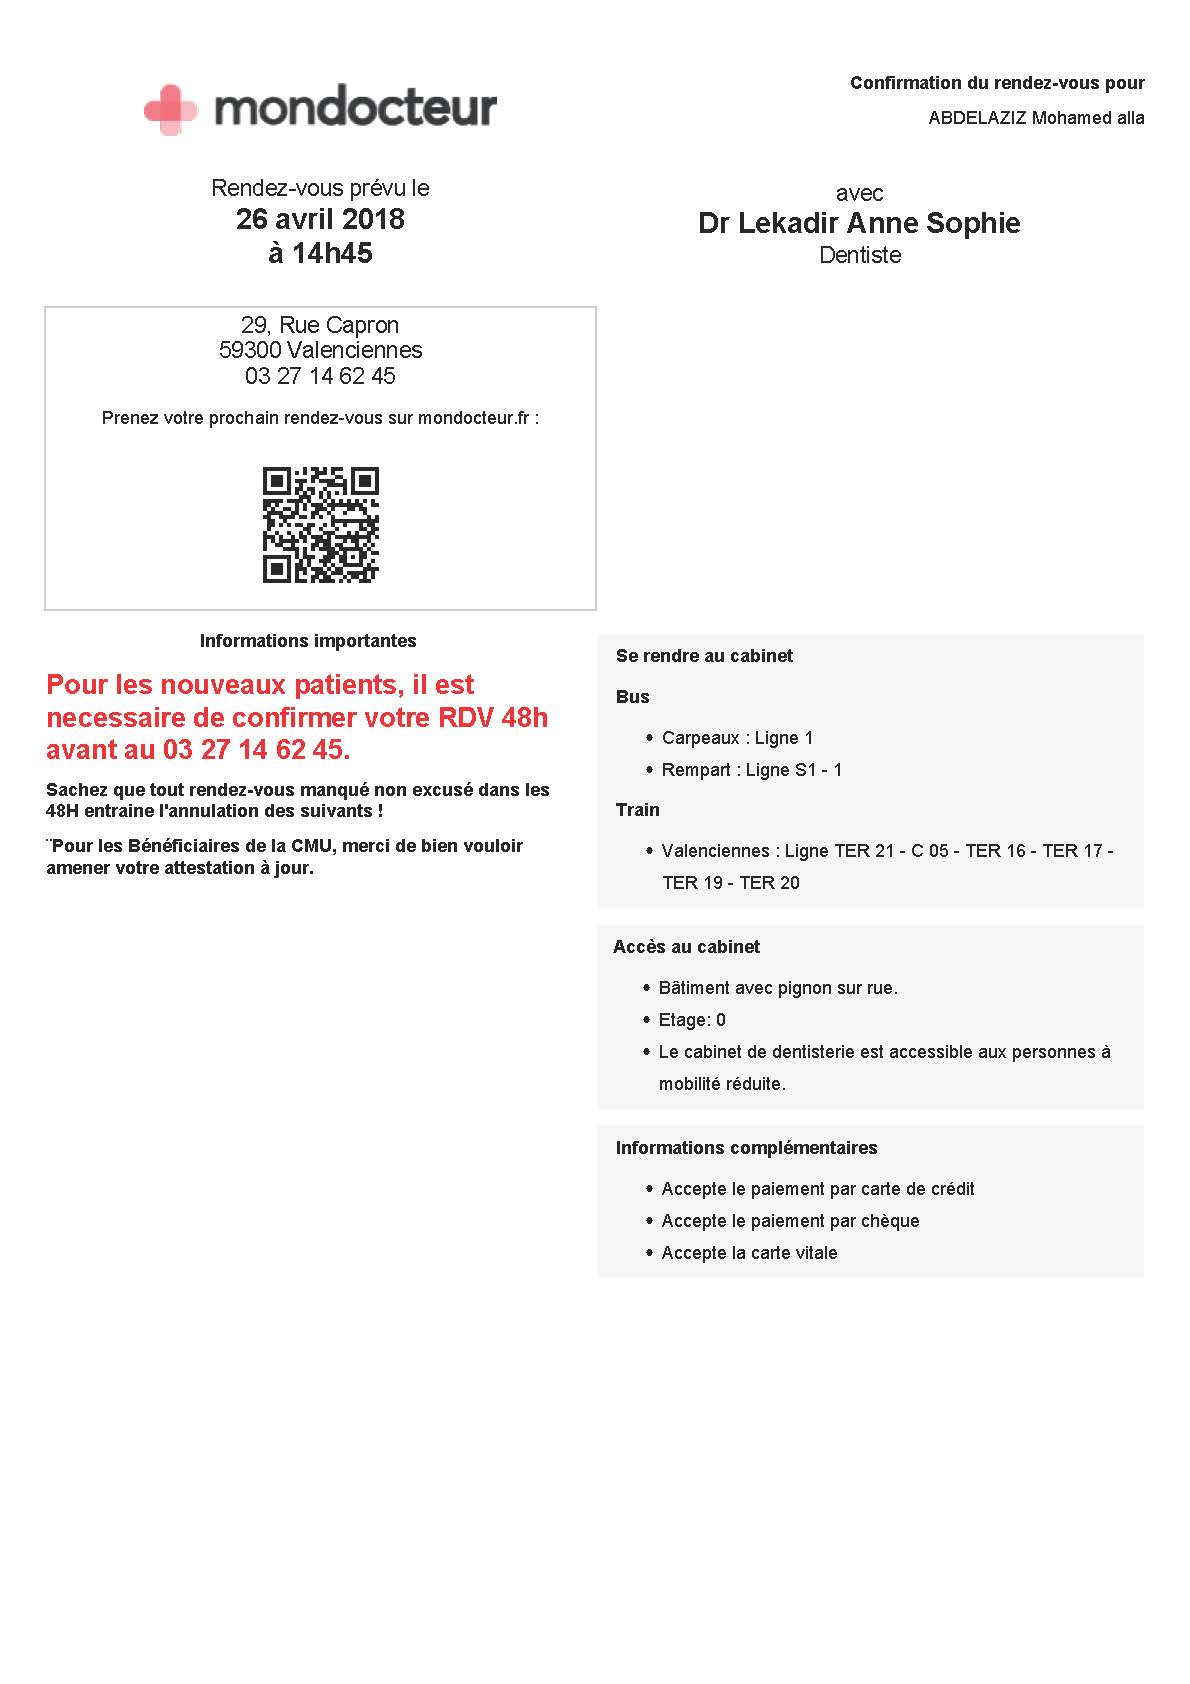 mondocteur
Confirmation du rendez-vous pour
ABDELAZIZ Mohamed alla
Rendez-vous prévu le
26 avril 2018
à 14h45
avec
Dr Lekadir Anne Sophie
Dentiste
29, Rue Capron
59300 Valenciennes
03 27 14 62 45
Prenez votre prochain rendez-vous sur mondocteur.fr :
Informations importantes
Pour les nouveaux patients, il est
necessaire de confirmer votre RDV 48h
avant au 03 27 14 62 45.
Sachez que tout rendez-vous manqué non excusé dans les
48H entraine l'annulation des suivants !
¨Pour les Bénéficiaires de la CMU, merci de bien vouloir
amener votre attestation à jour.
Se rendre au cabinet
Bus
• Carpeaux : Ligne 1
• Rempart : Ligne S1 - 1
Train
• Valenciennes : Ligne TER 21 - C 05 - TER 16 - TER 17 -
TER 19 - TER 20
Accès au cabinet
• Bâtiment avec pignon sur rue.
• Etage: 0
• Le cabinet de dentisterie est accessible aux personnes à
mobilité réduite.
Informations complémentaires
• Accepte le paiement par carte de crédit
• Accepte le paiement par chèque
• Accepte la carte vitale